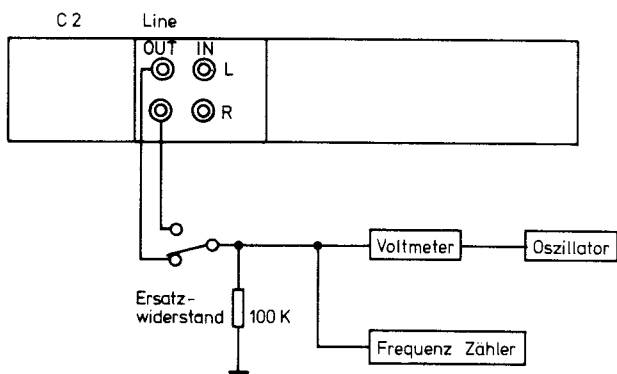 C 2 Line
OUT IN
L
R
Voltmeter Oszillator
Ersatz-
widerstand 100 K
Frequenz Zähler